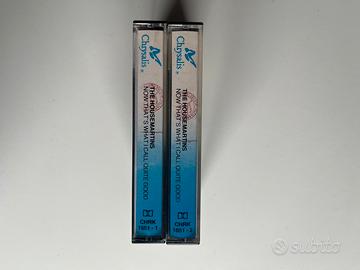 Chrysalis
THE HOUSEMARTINS
NOW THAT'S WHAT I CALL QUITE GOOD
CHRK
1651-1
Chrysalis
THE HOUSEMARTINS
NOW THAT'S WHAT I CALL QUITE GOOD
CHRK
1651-2
subito